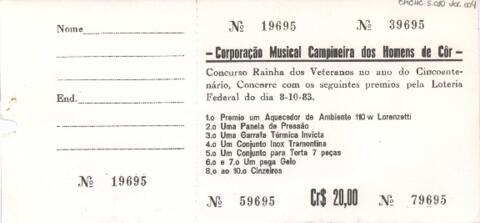 CMCHC 5.010 doc 004
Nome
End.
Nº 19695
Nº 19695 Nº 39695
- Corporação Musical Campineira dos Homens de Côr -
Concurso Rainha dos Veteranos no ano do Cincoente-
nário, Concorre com os seguintes premios pela Loteria
Federal do dia 8-10-83.
1.o Premio um Aquecedor de Ambiente 110 w Lorenzetti
2.o Uma Panela de Pressão
3.o Uma Garrafa Térmica Invicta
4.o Um Conjunto Inox Tramontina
5.o Um Conjunto para Torta 7 peças
6.o e 7.o Um pega Gelo
8.o ao 10.o Cinzeiros
Nº 59695 Cr$ 20,00 Nº 79695